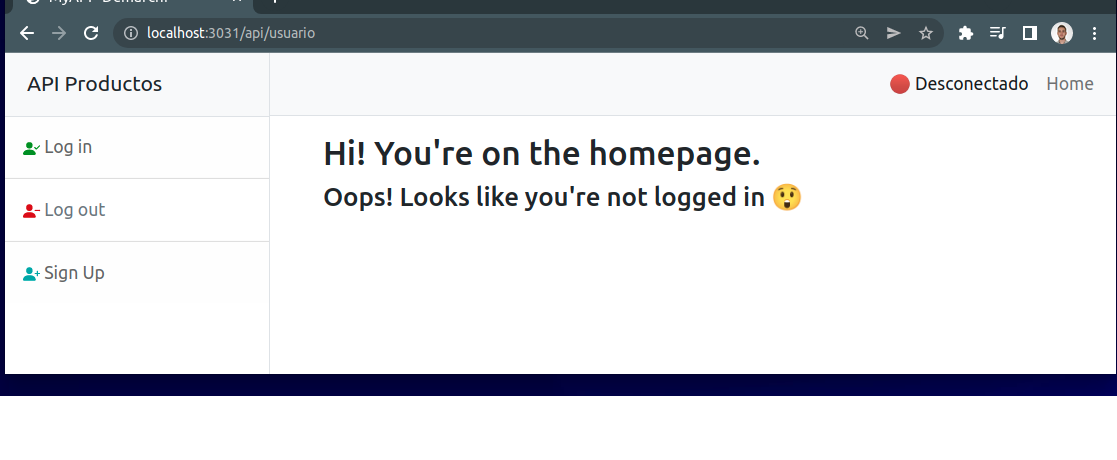 localhost:3031/api/usuario
API Productos
Desconectado Home
Log in
Log out
Sign Up
Hi! You're on the homepage.
Oops! Looks like you're not logged in 😲